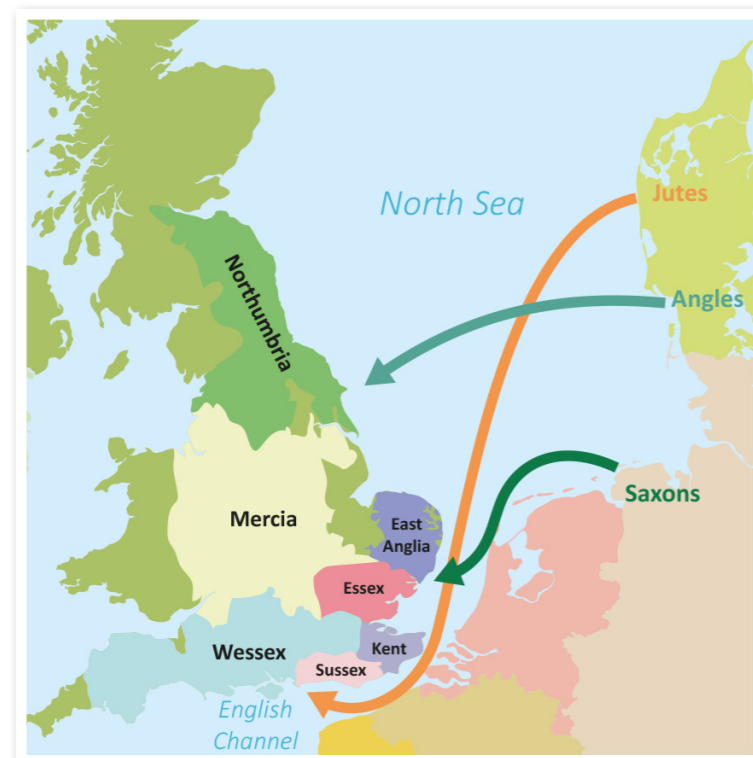 North Sea
Jutes
Angles
Northumbria
Saxons
Mercia
East
Anglia
Essex
Wessex
Kent
Sussex
English
Channel